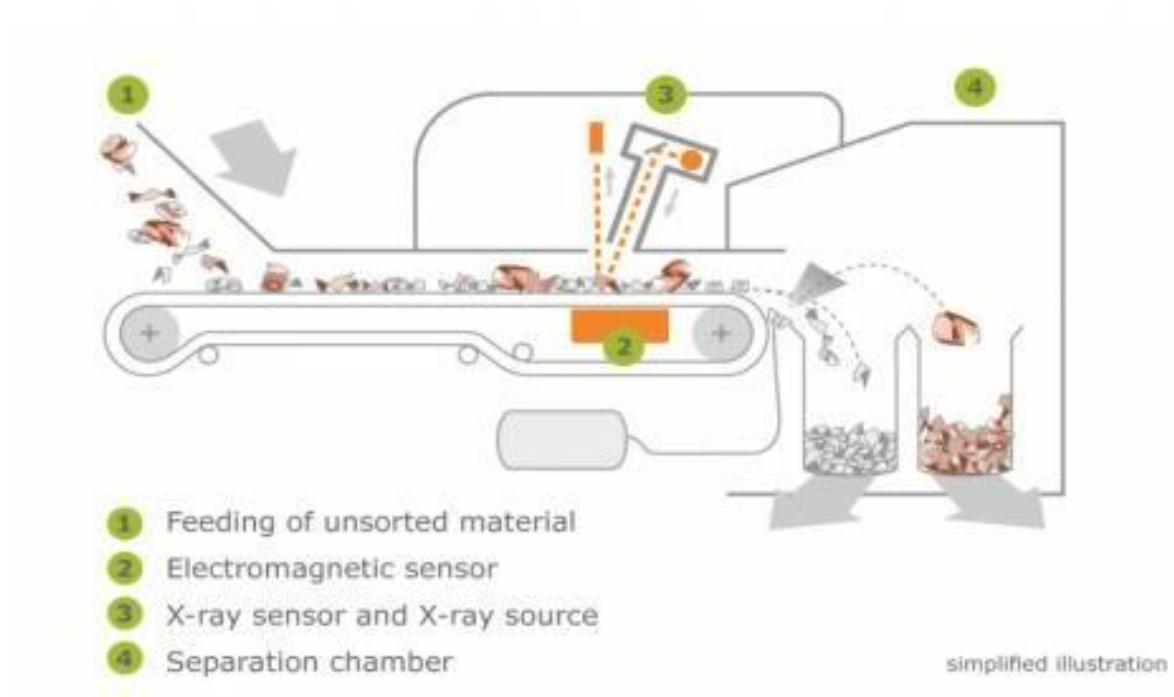 1
3
4
2
1 Feeding of unsorted material
2 Electromagnetic sensor
3 X-ray sensor and X-ray source
4 Separation chamber
simplified illustration